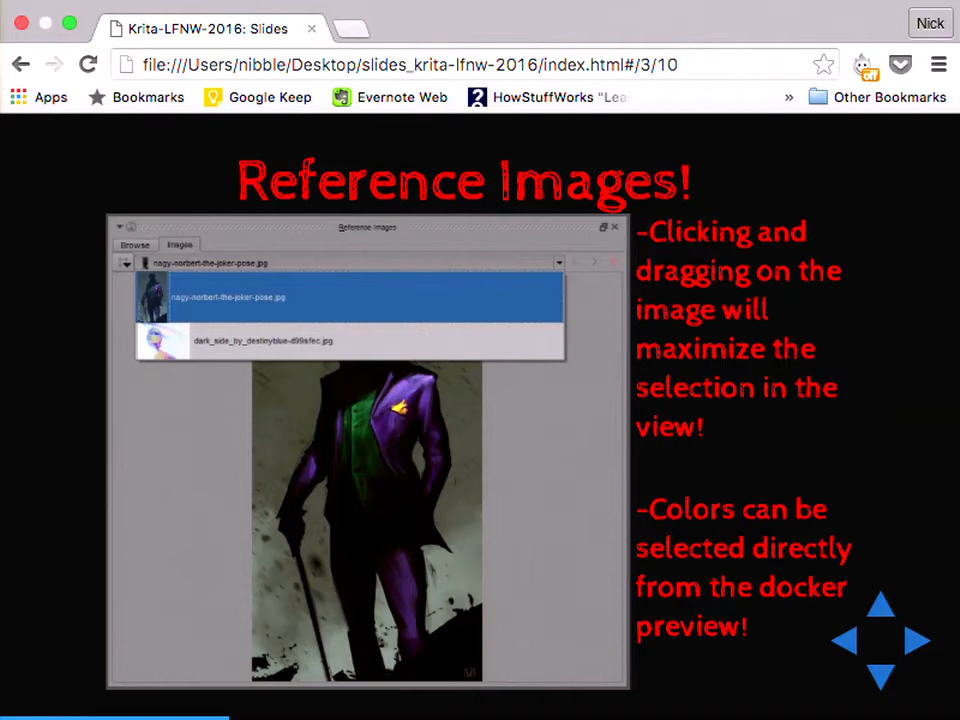 Krita-LFNW-2016: Slides
Nick
file:///Users/nibble/Desktop/slides_krita-lfnw-2016/index.html#/3/10
off
Apps
Bookmarks
Google Keep
Evernote Web
HowStuffWorks "Lea
»
Other Bookmarks
Reference Images!
Reference Images
Browse
Images
nagy-norbert-the-joker-pose.jpg
nagy-norbert-the-joker-pose.jpg
dark_side_by_destinyblue-d99sfec.jpg
-Clicking and
dragging on the
image will
maximize the
selection in the
view!
-Colors can be
selected directly
from the docker
preview!